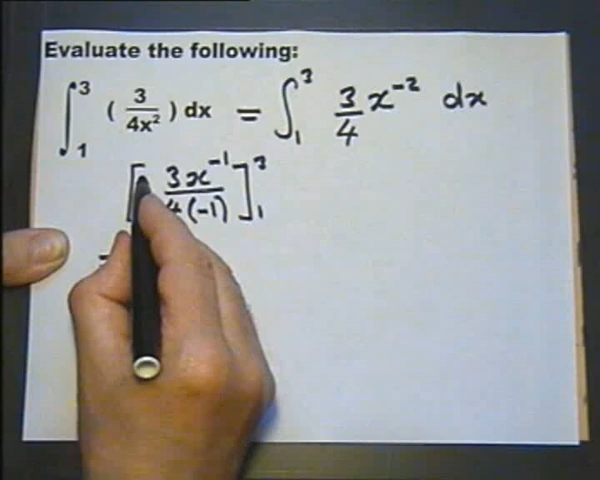 Evaluate the following:
∫₁³ ( 3/4x² ) dx = ∫₁³ 3/4 x⁻² dx
[ 3x⁻¹ / 4(-1) ]₁³